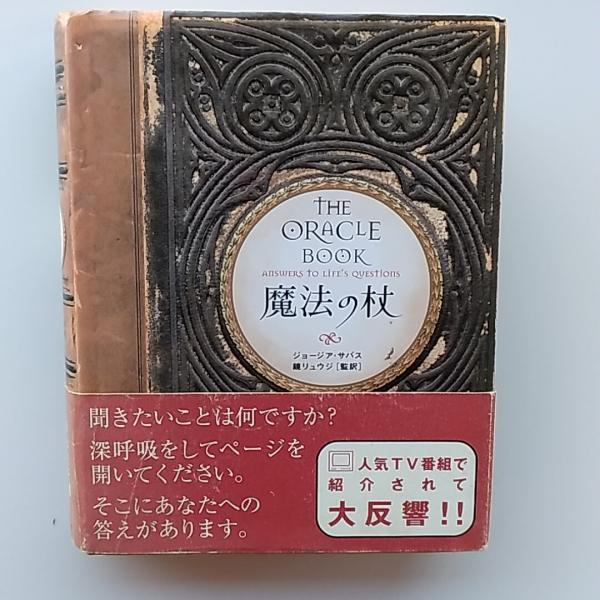 THE
ORACLE
BOOK
ANSWERS TO LIFE'S QUESTIONS
魔法の杖
ジョージア・サバス
鏡リュウジ [監訳]
聞きたいことは何ですか?
深呼吸をしてページを
開いてください。
そこにあなたへの
答えがあります。
人気TV番組で
紹介されて
大反響!!